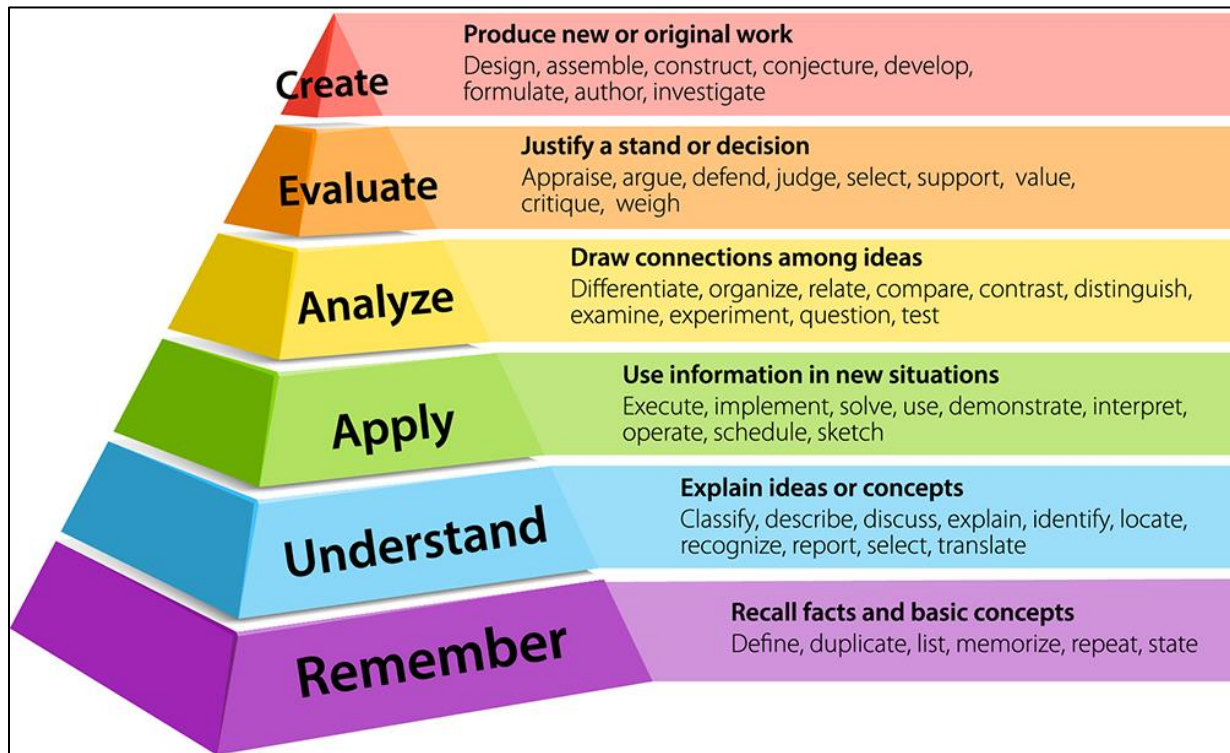 Create
Produce new or original work
Design, assemble, construct, conjecture, develop,
formulate, author, investigate
Evaluate
Justify a stand or decision
Appraise, argue, defend, judge, select, support, value,
critique, weigh
Analyze
Draw connections among ideas
Differentiate, organize, relate, compare, contrast, distinguish,
examine, experiment, question, test
Apply
Use information in new situations
Execute, implement, solve, use, demonstrate, interpret,
operate, schedule, sketch
Understand
Explain ideas or concepts
Classify, describe, discuss, explain, identify, locate,
recognize, report, select, translate
Remember
Recall facts and basic concepts
Define, duplicate, list, memorize, repeat, state